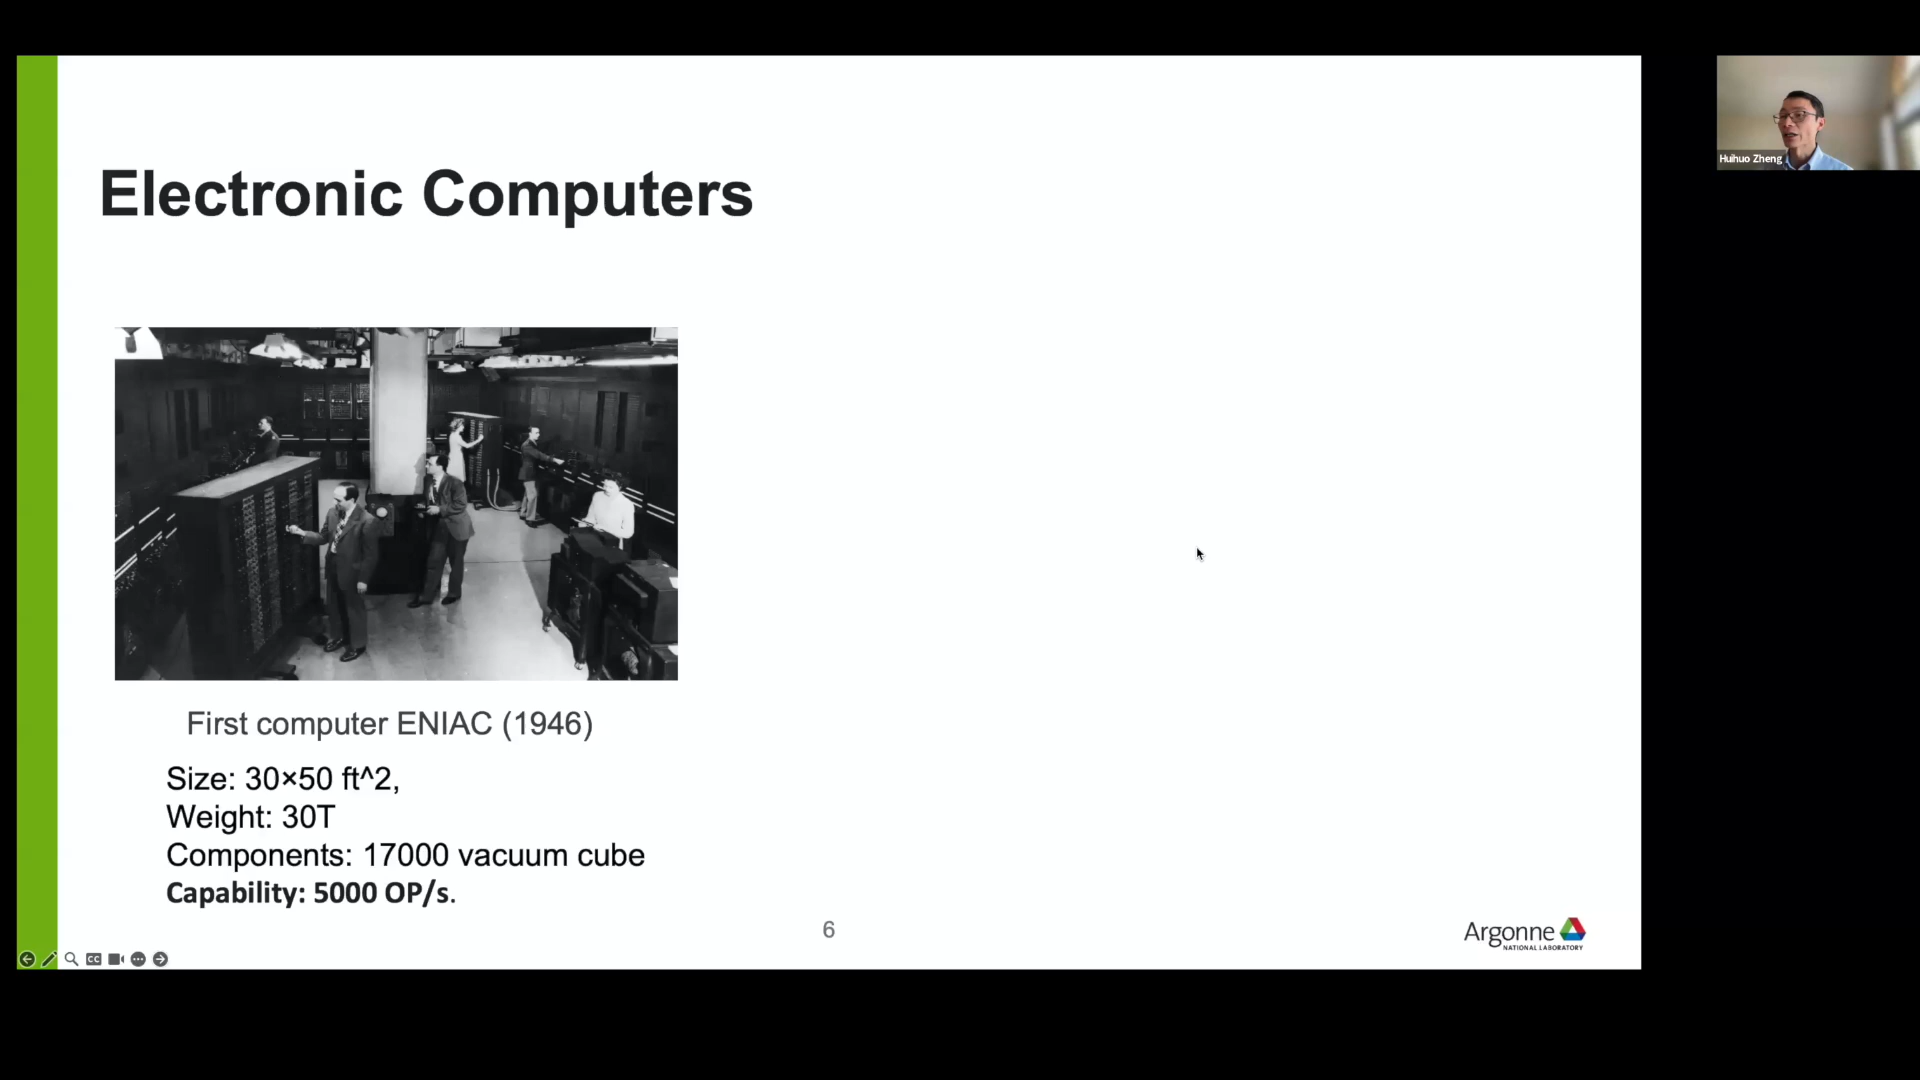 Electronic Computers
First computer ENIAC (1946)
Size: 30×50 ft^2,
Weight: 30T
Components: 17000 vacuum cube
Capability: 5000 OP/s.
6
Argonne
NATIONAL LABORATORY
CC
Huihuo Zheng